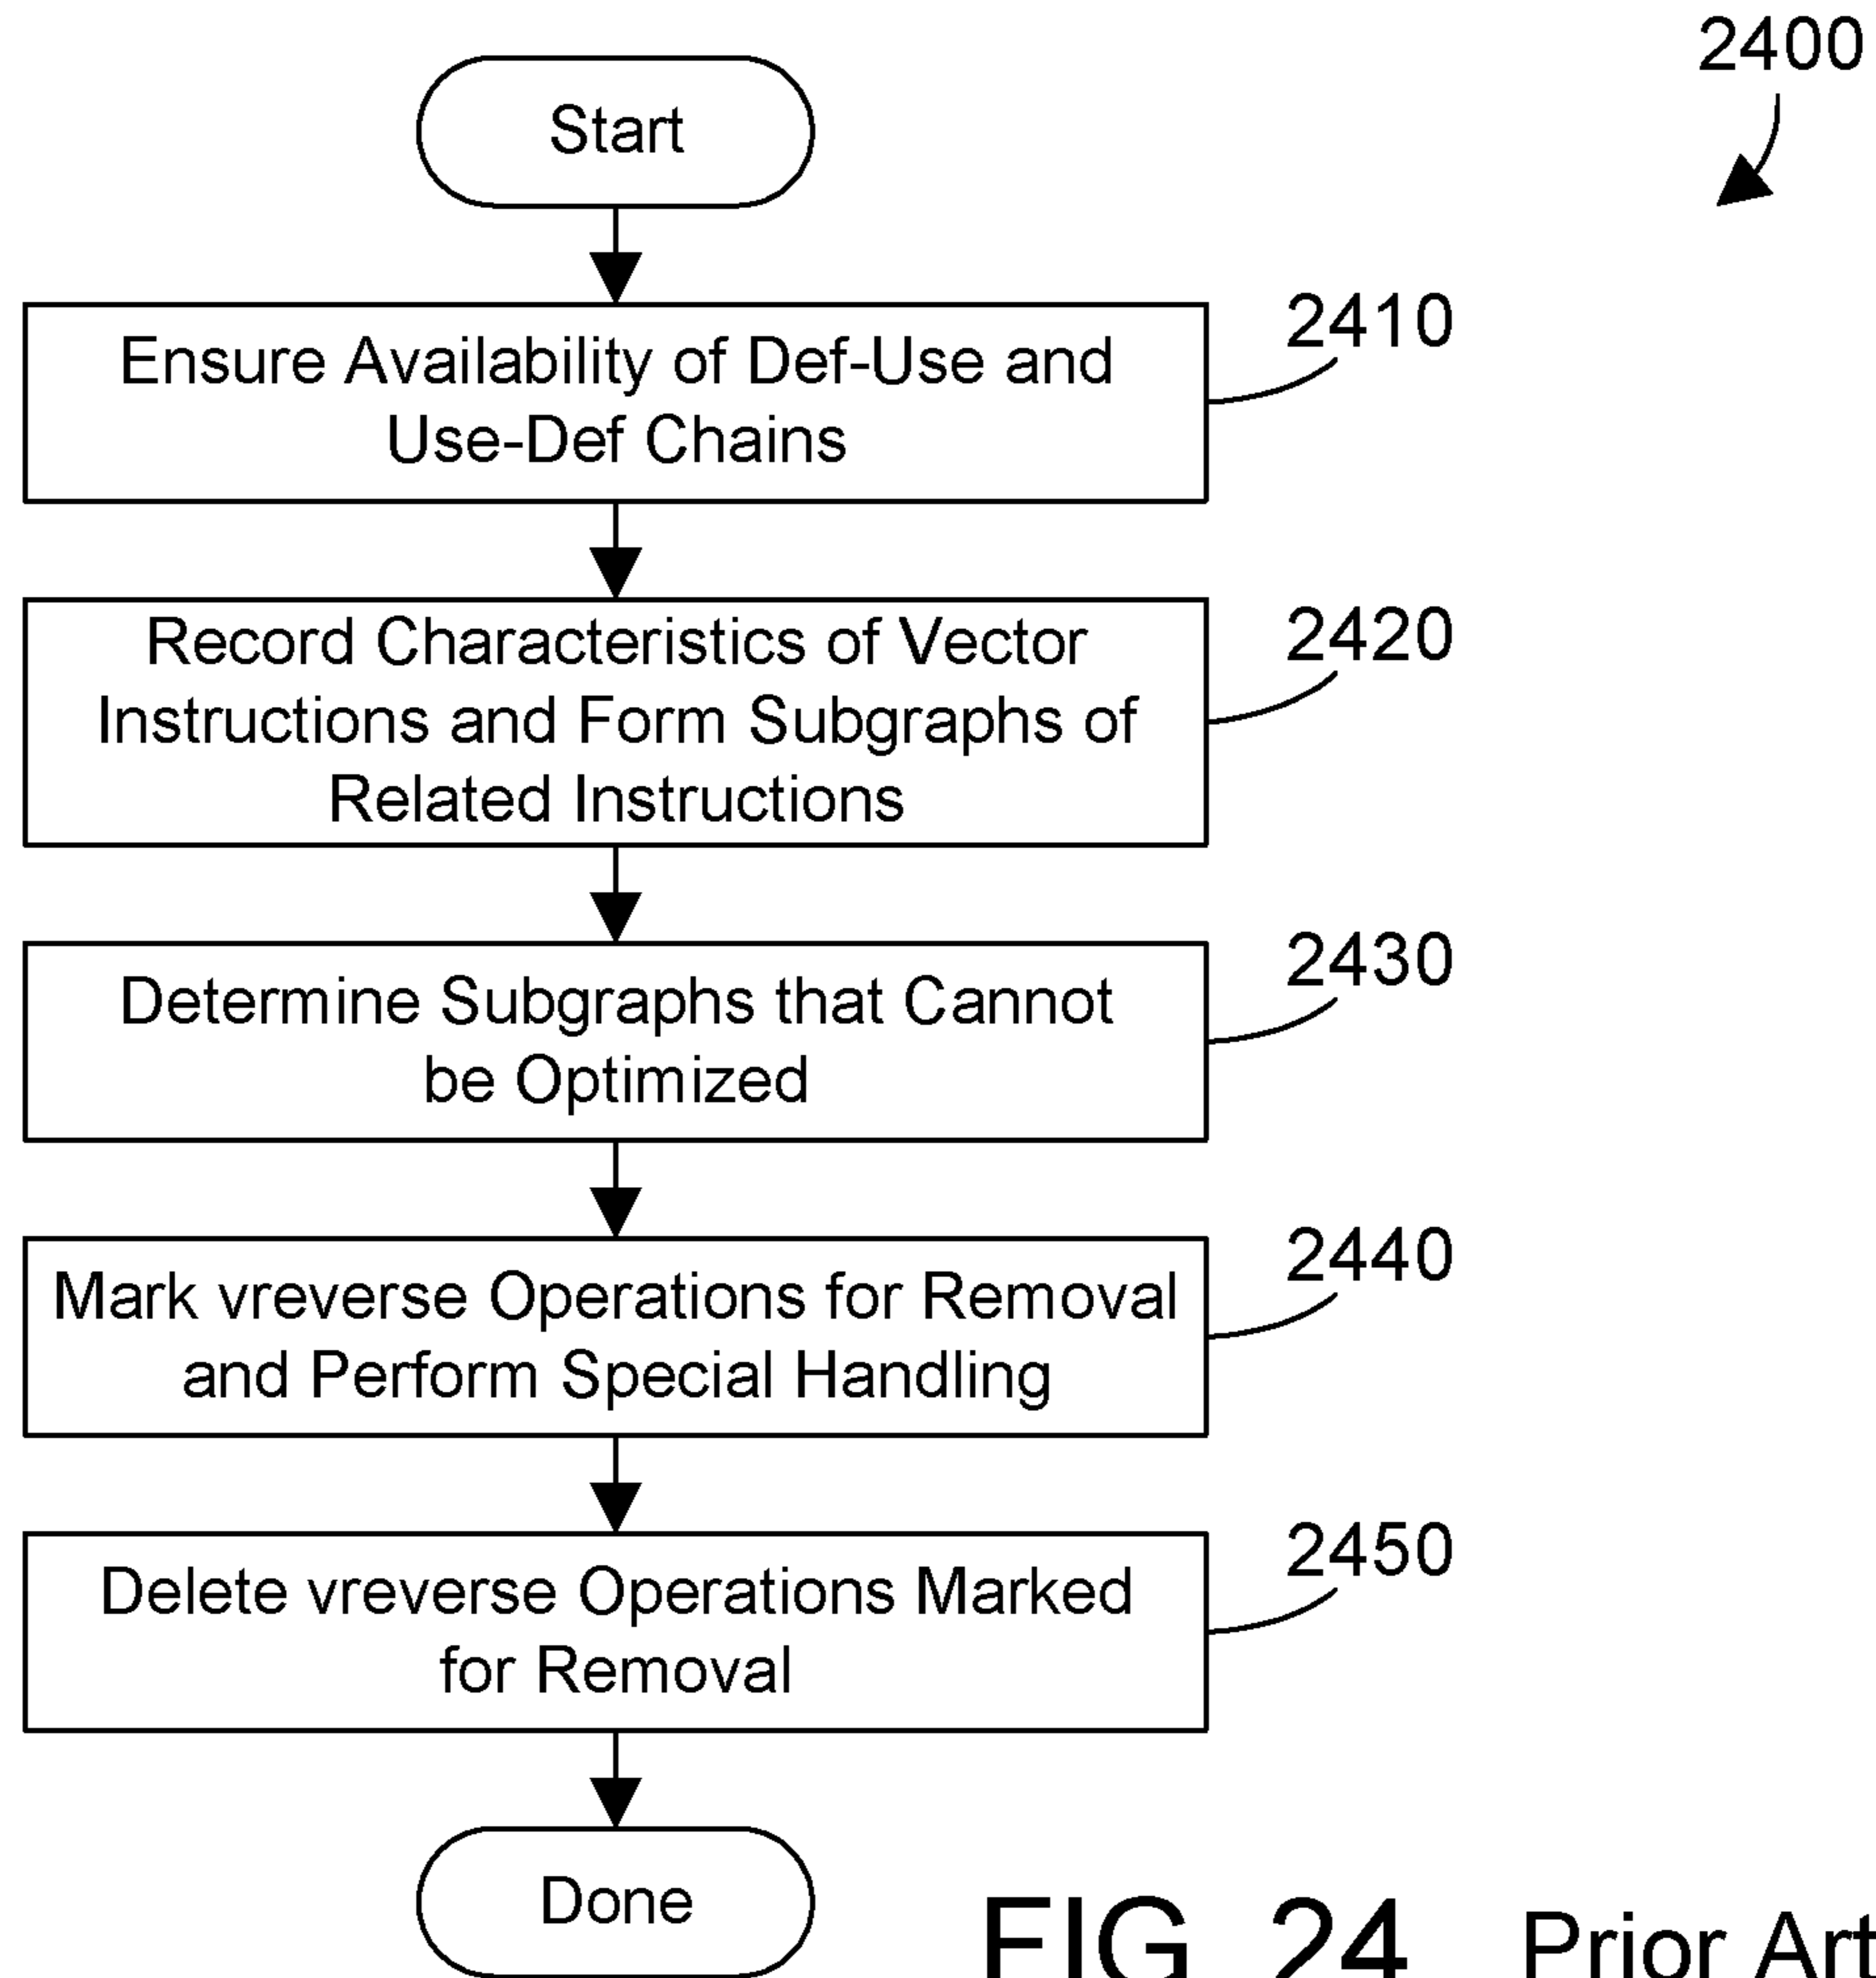 2400
Start
Ensure Availability of Def-Use and
Use-Def Chains
2410
Record Characteristics of Vector
Instructions and Form Subgraphs of
Related Instructions
2420
Determine Subgraphs that Cannot
be Optimized
2430
Mark vreverse Operations for Removal
and Perform Special Handling
2440
Delete vreverse Operations Marked
for Removal
2450
Done
FIG. 24 Prior Art